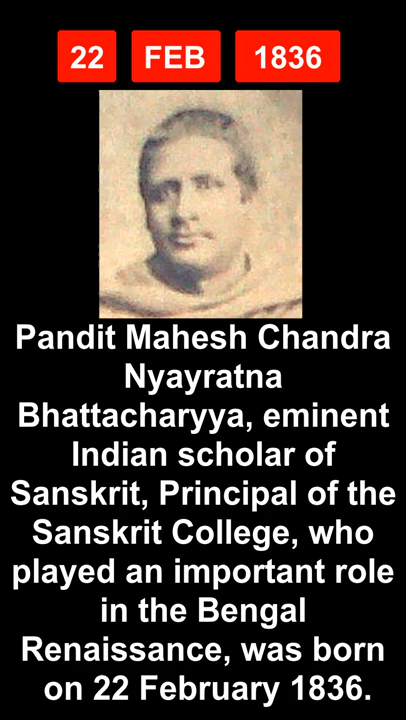 22 FEB 1836
Pandit Mahesh Chandra
Nyayratna
Bhattacharyya, eminent
Indian scholar of
Sanskrit, Principal of the
Sanskrit College, who
played an important role
in the Bengal
Renaissance, was born
on 22 February 1836.